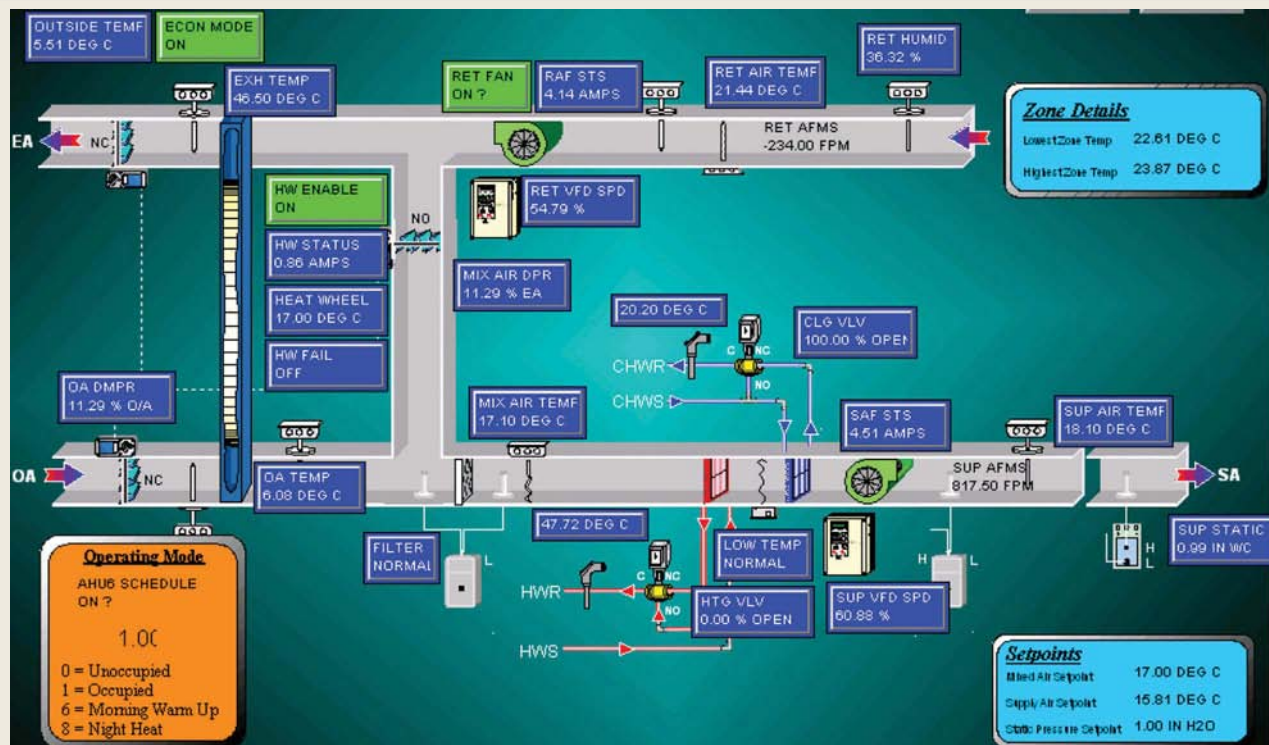 OUTSIDE TEMF
5.51 DEG C
ECON MODE
ON
EXH TEMP
46.50 DEG C
RET FAN
ON ?
RAF STS
4.14 AMPS
RET AIR TEMF
21.44 DEG C
RET HUMID
36.32 %
Zone Details
Lowest Zone Temp 22.61 DEG C
Highest Zone Temp 23.87 DEG C
EA
NC
RET AFMS
-234.00 FPM
HW ENABLE
ON
NO
RET VFD SPD
54.79 %
HW STATUS
0.86 AMPS
MIX AIR DPR
11.29 % EA
HEAT WHEEL
17.00 DEG C
HW FAIL
OFF
20.20 DEG C
CLG VLV
100.00 % OPEN
C NC
NO
CHWR
CHWS
OA DMPR
11.29 % O/A
MIX AIR TEMF
17.10 DEG C
SAF STS
4.51 AMPS
SUP AIR TEMF
18.10 DEG C
OA
NC
OA TEMP
6.08 DEG C
SUP AFMS
817.50 FPM
SA
47.72 DEG C
FILTER
NORMAL
L
LOW TEMP
NORMAL
H L
H
L
SUP STATIC
0.99 IN WC
C NC
NO
HWR
HWS
HTG VLV
0.00 % OPEN
SUP VFD SPD
60.88 %
Operating Mode
AHU6 SCHEDULE
ON ?
1.00
0 = Unoccupied
1 = Occupied
6 = Morning Warm Up
8 = Night Heat
Setpoints
Mixed Air Setpoint 17.00 DEG C
Supply Air Setpoint 15.81 DEG C
Static Pressure Setpoint 1.00 IN H2O